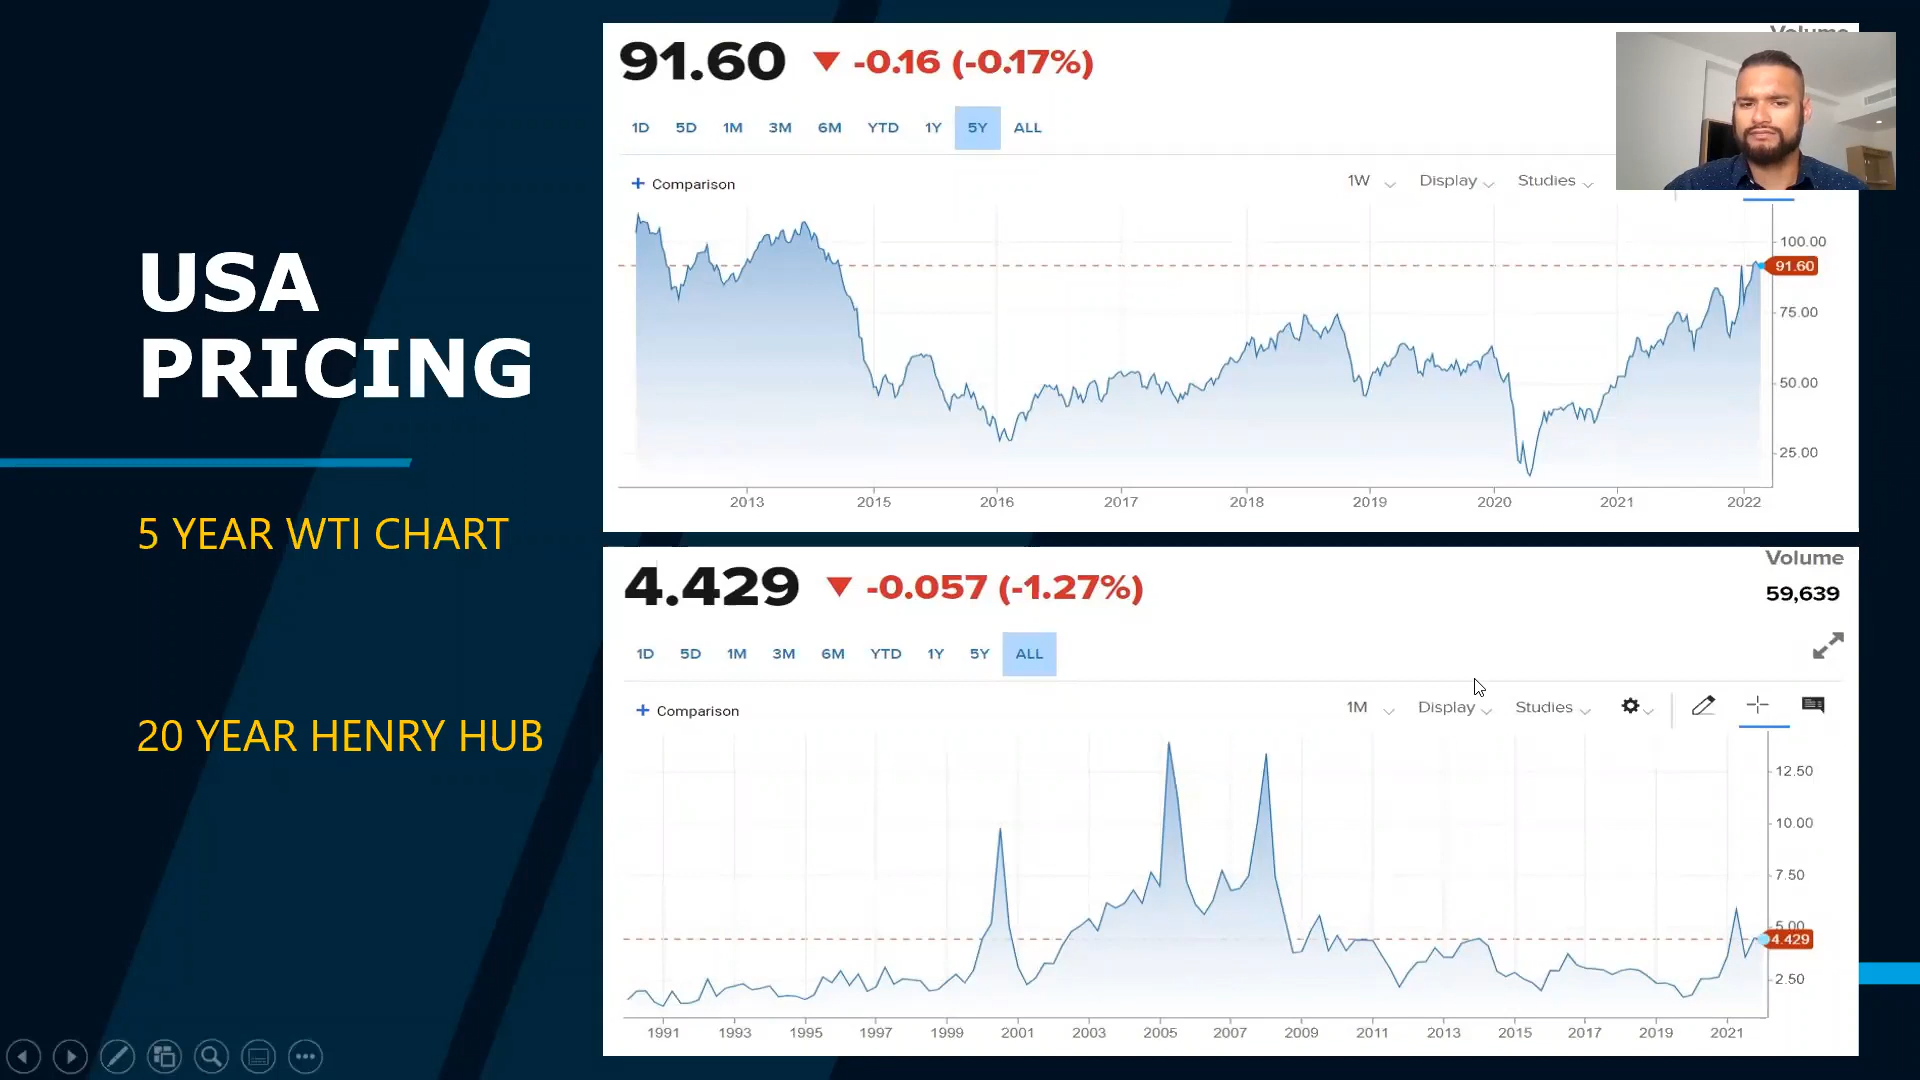 USA
PRICING
5 YEAR WTI CHART
20 YEAR HENRY HUB
91.60 ▼ -0.16 (-0.17%)
1D 5D 1M 3M 6M YTD 1Y 5Y ALL
+ Comparison
1W Display Studies
100.00
91.60
75.00
50.00
25.00
2013 2015 2016 2017 2018 2019 2020 2021 2022
Volume
4.429 ▼ -0.057 (-1.27%)
59,639
1D 5D 1M 3M 6M YTD 1Y 5Y ALL
+ Comparison
1M Display Studies
12.50
10.00
7.50
5.00
4.429
2.50
1991 1993 1995 1997 1999 2001 2003 2005 2007 2009 2011 2013 2015 2017 2019 2021